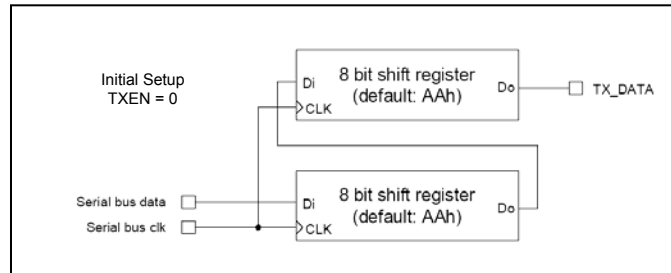 Initial Setup
TXEN = 0
Di
8 bit shift register
(default: AAh)
Do
CLK
TX_DATA
Serial bus data
Serial bus clk
Di
8 bit shift register
(default: AAh)
Do
CLK